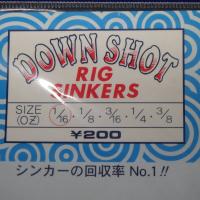 DOWN SHOT
RIG
SINKERS
SIZE (OZ) 1/16 · 1/8 · 3/16 · 1/4 · 3/8
¥200
シンカーの回収率 No.1!!